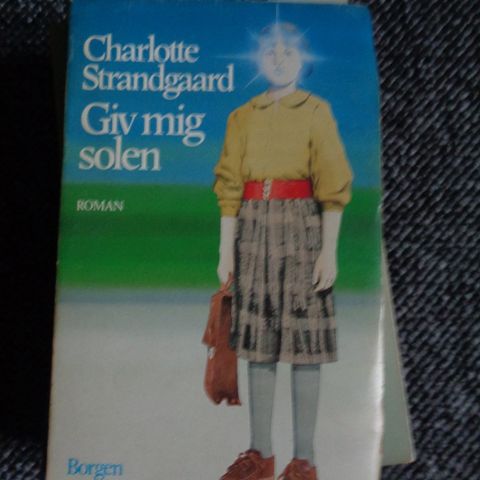 Charlotte
Strandgaard
Giv mig
solen
ROMAN
Borgen